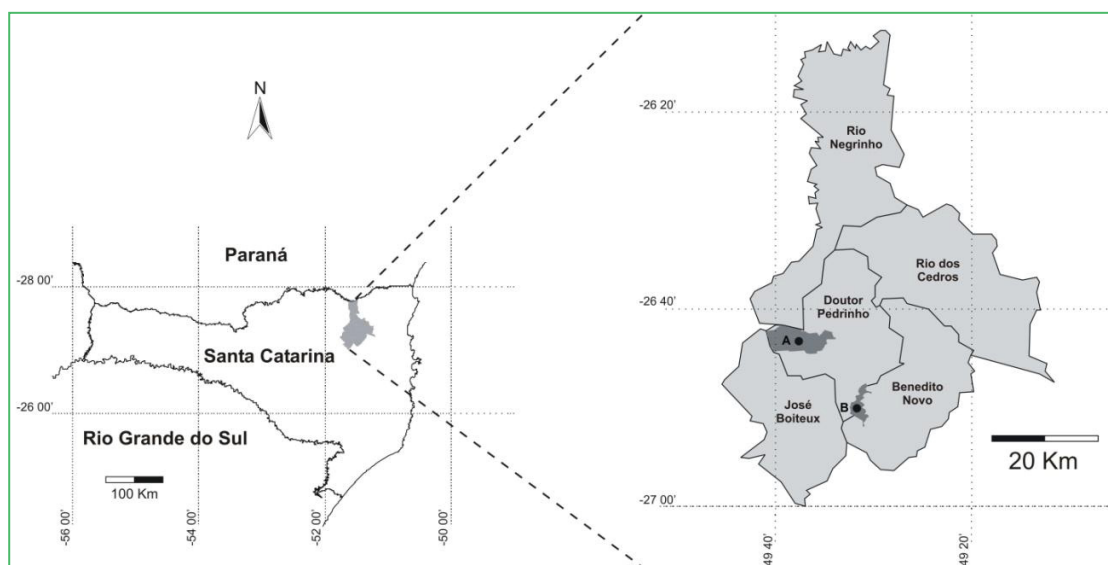 N
Paraná
-28 00'
Santa Catarina
-26 00'
Rio Grande do Sul
100 Km
-56 00'
-54 00'
-52 00'
-50 00'
-26 20'
Rio
Negrinho
Rio dos
Cedros
-26 40'
Doutor
Pedrinho
A
Benedito
Novo
José
Boiteux
B
20 Km
-27 00'
49 40'
49 20'